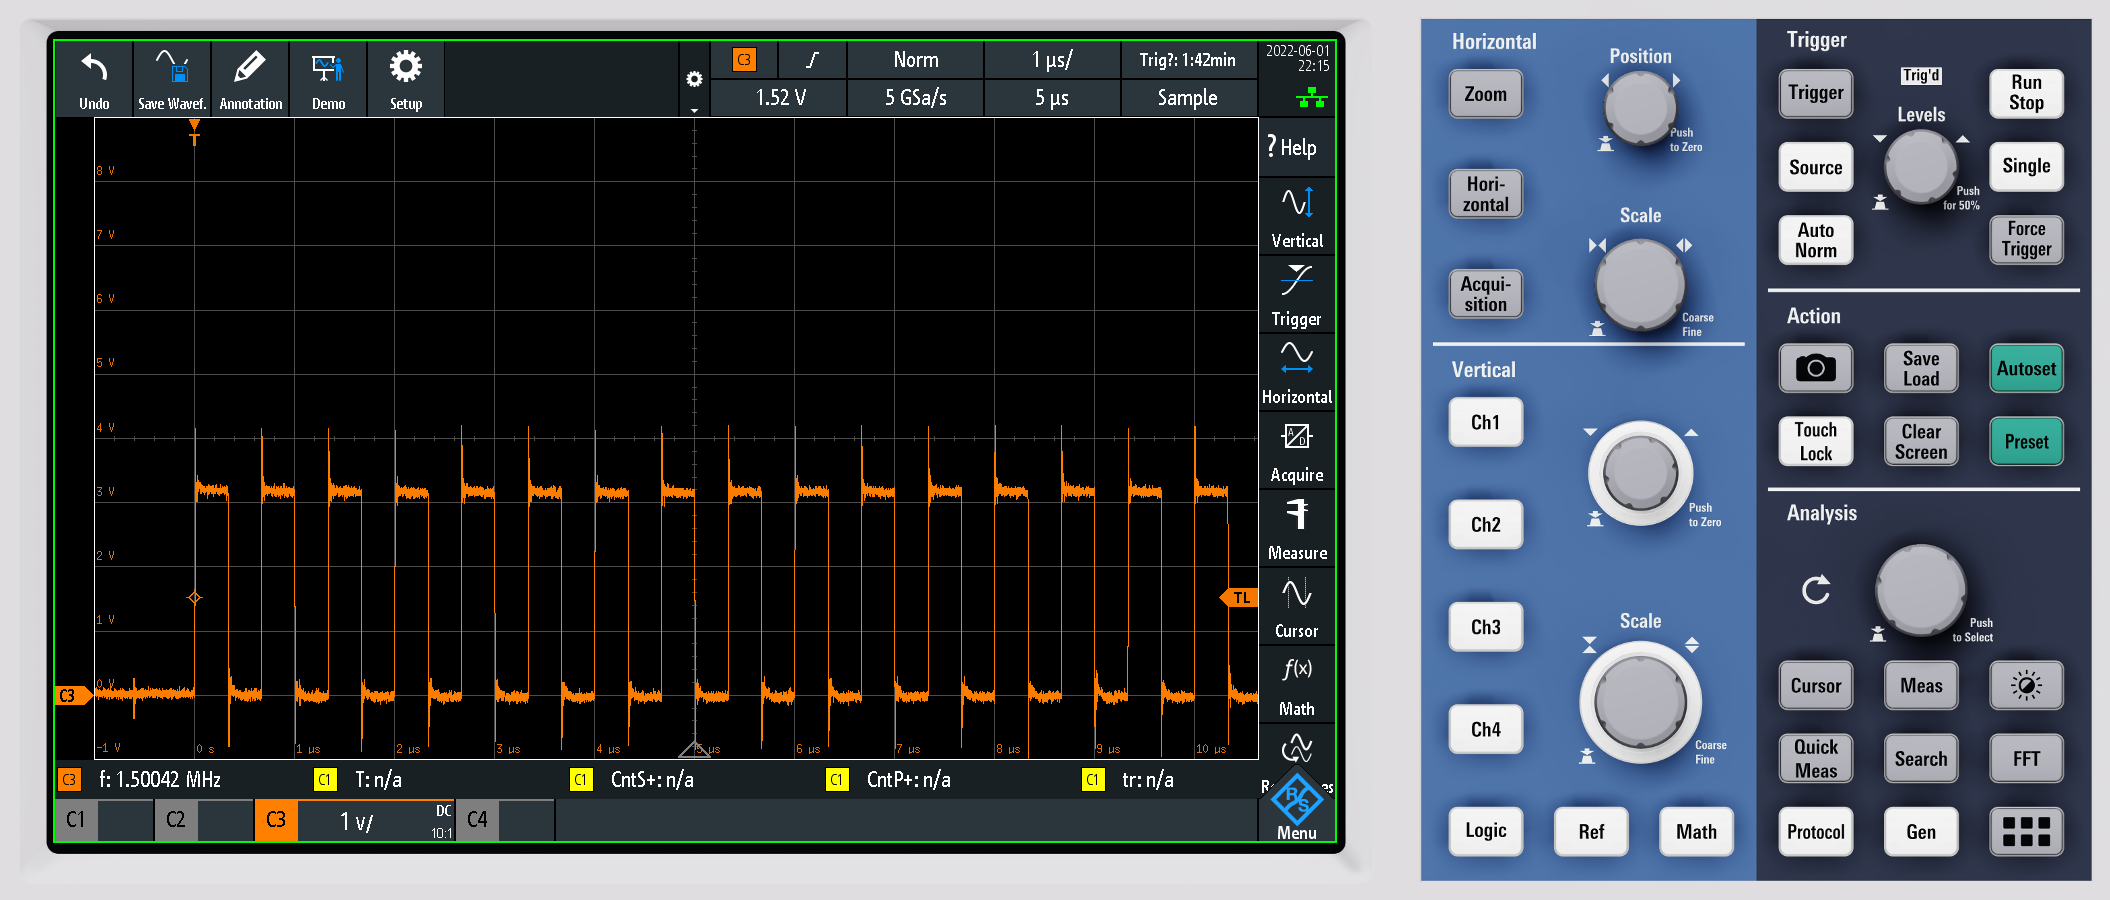 Undo
Save Wavef.
Annotation
Demo
Setup
C3
Norm
1 µs/
Trig?: 1:42min
1.52 V
5 GSa/s
5 µs
Sample
2022-06-01
22:15
T
8 V
7 V
6 V
5 V
4 V
3 V
2 V
1 V
0 V
-1 V
0 s
1 µs
2 µs
3 µs
4 µs
5 µs
6 µs
7 µs
8 µs
9 µs
10 µs
C3
TL
? Help
Vertical
Trigger
Horizontal
A
D
Acquire
Measure
Cursor
f(x)
Math
R&S
Menu
C3 f: 1.50042 MHz
C1 T: n/a
C1 CntS+: n/a
C1 CntP+: n/a
C1 tr: n/a
C1
C2
C3
1 V/
DC
10:1
C4
Horizontal
Position
Push
to Zero
Zoom
Hori-
zontal
Scale
Coarse
Fine
Acqui-
sition
Vertical
Ch1
Ch2
Ch3
Ch4
Push
to Zero
Scale
Coarse
Fine
Logic
Ref
Math
Trigger
Trigger
Trig'd
Run
Stop
Levels
Source
Push
for 50%
Single
Auto
Norm
Force
Trigger
Action
Save
Load
Autoset
Touch
Lock
Clear
Screen
Preset
Analysis
Push
to Select
Cursor
Meas
Quick
Meas
Search
FFT
Protocol
Gen